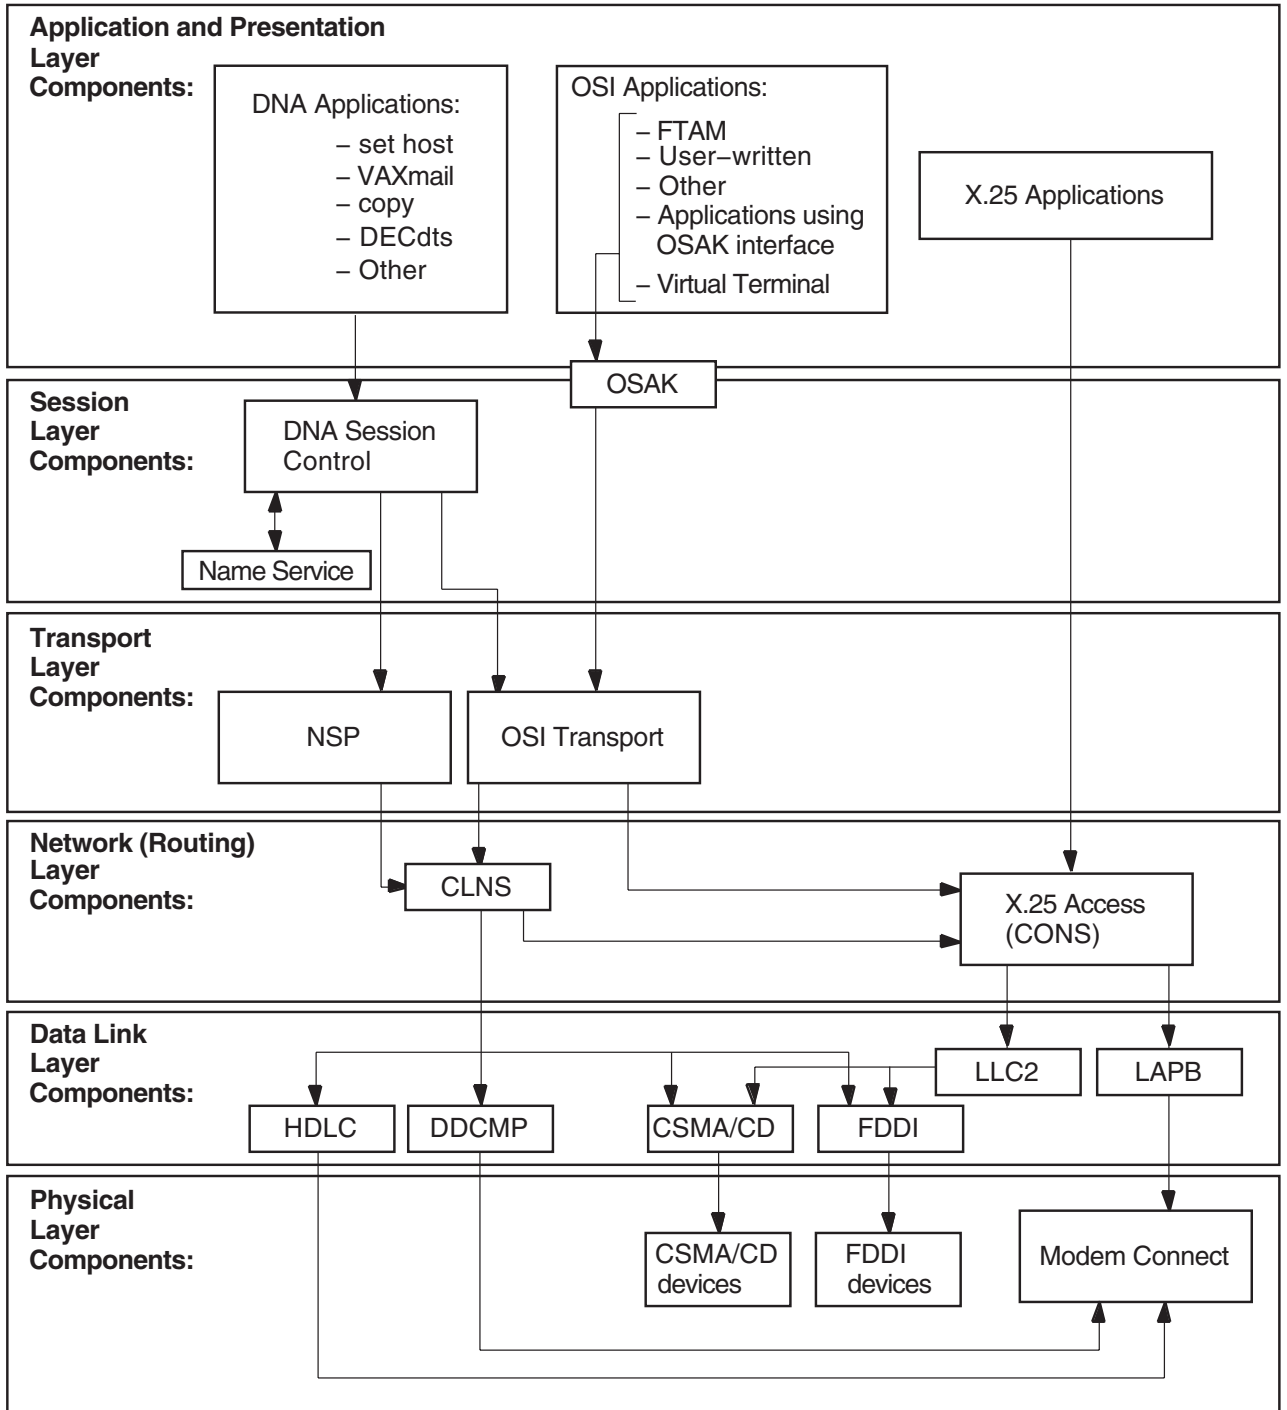 Application and Presentation
Layer
Components:
DNA Applications:
– set host
– VAXmail
– copy
– DECdts
– Other
OSI Applications:
– FTAM
– User–written
– Other
– Applications using
OSAK interface
– Virtual Terminal
X.25 Applications
OSAK
Session
Layer
Components:
DNA Session
Control
Name Service
Transport
Layer
Components:
NSP
OSI Transport
Network (Routing)
Layer
Components:
CLNS
X.25 Access
(CONS)
Data Link
Layer
Components:
LLC2
LAPB
HDLC
DDCMP
CSMA/CD
FDDI
Physical
Layer
Components:
CSMA/CD
devices
FDDI
devices
Modem Connect